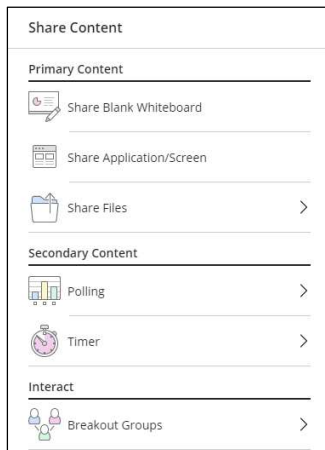 Share Content
Primary Content
Share Blank Whiteboard
Share Application/Screen
Share Files
Secondary Content
Polling
Timer
Interact
Breakout Groups